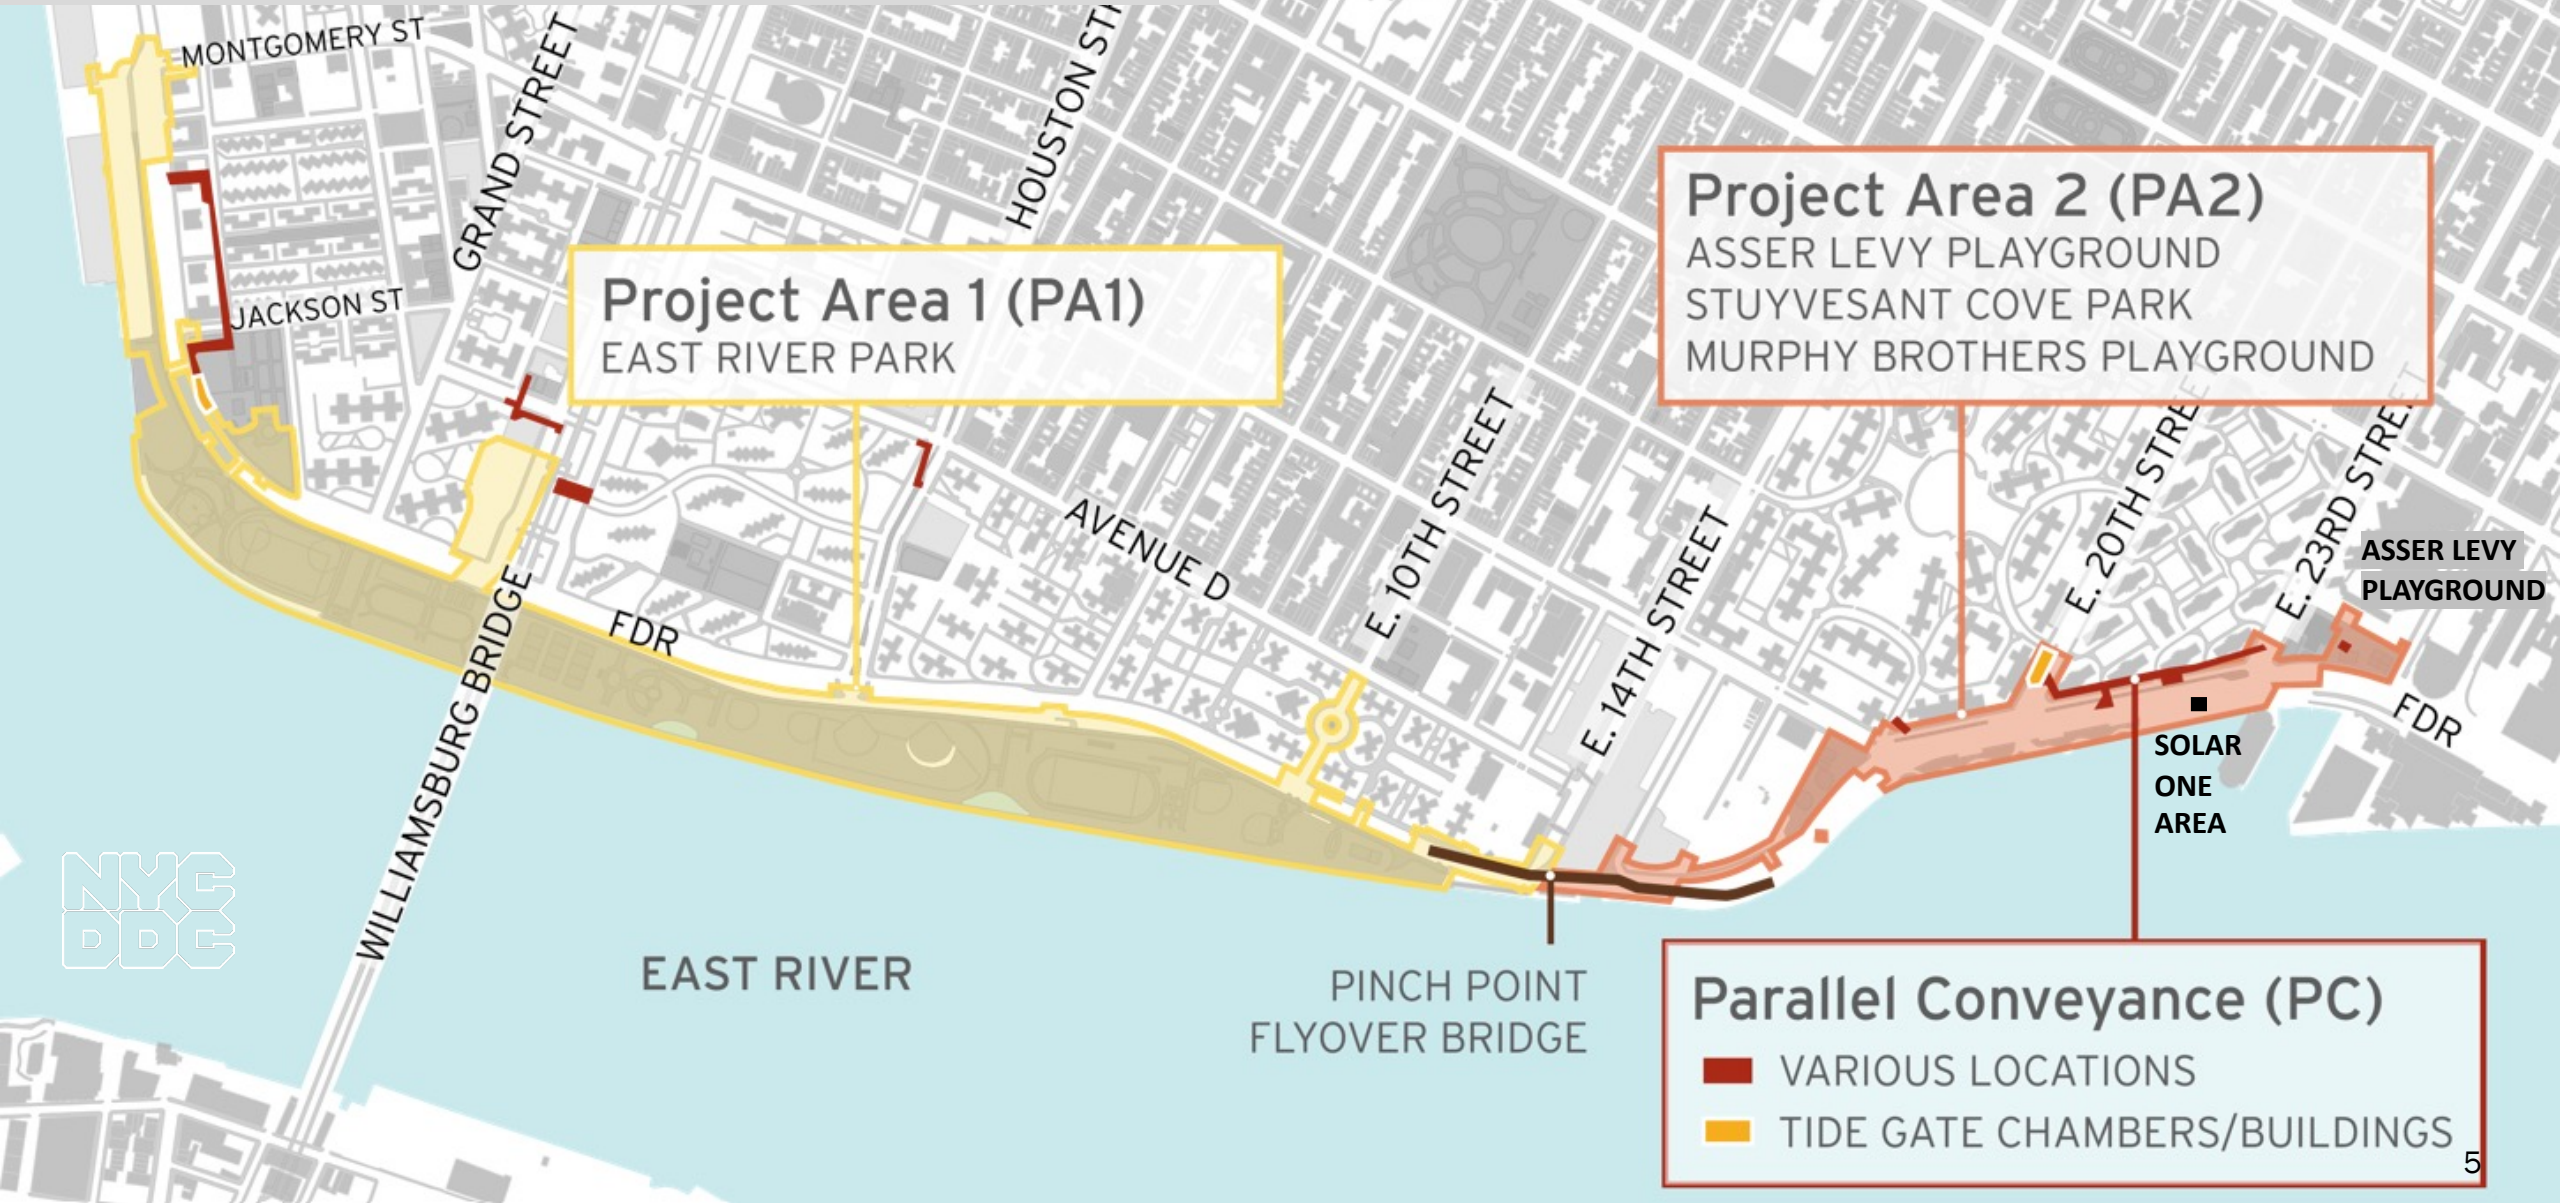 MONTGOMERY ST
GRAND STREET
HOUSTON ST
JACKSON ST
Project Area 1 (PA1)
EAST RIVER PARK
Project Area 2 (PA2)
ASSER LEVY PLAYGROUND
STUYVESANT COVE PARK
MURPHY BROTHERS PLAYGROUND
AVENUE D
E. 10TH STREET
E. 14TH STREET
E. 20TH STREET
E. 23RD STREET
ASSER LEVY
PLAYGROUND
FDR
FDR
SOLAR
ONE
AREA
WILLIAMSBURG BRIDGE
NYC
DDC
EAST RIVER
PINCH POINT
FLYOVER BRIDGE
Parallel Conveyance (PC)
VARIOUS LOCATIONS
TIDE GATE CHAMBERS/BUILDINGS
5